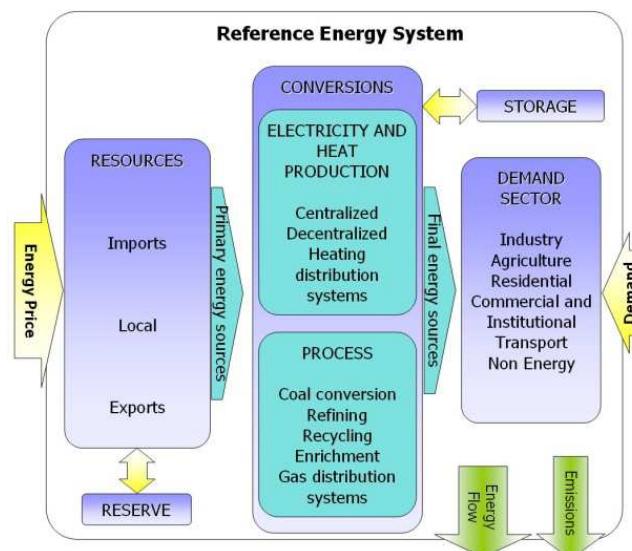 Reference Energy System
CONVERSIONS
STORAGE
ELECTRICITY AND
HEAT
PRODUCTION
Centralized
Decentralized
Heating
distribution
systems
RESOURCES
Imports
Local
Exports
Energy Price
Primary energy sources
Final energy sources
DEMAND
SECTOR
Industry
Agriculture
Residential
Commercial and
Institutional
Transport
Non Energy
Demand
PROCESS
Coal conversion
Refining
Recycling
Enrichment
Gas distribution
systems
RESERVE
Energy
Flow
Emissions